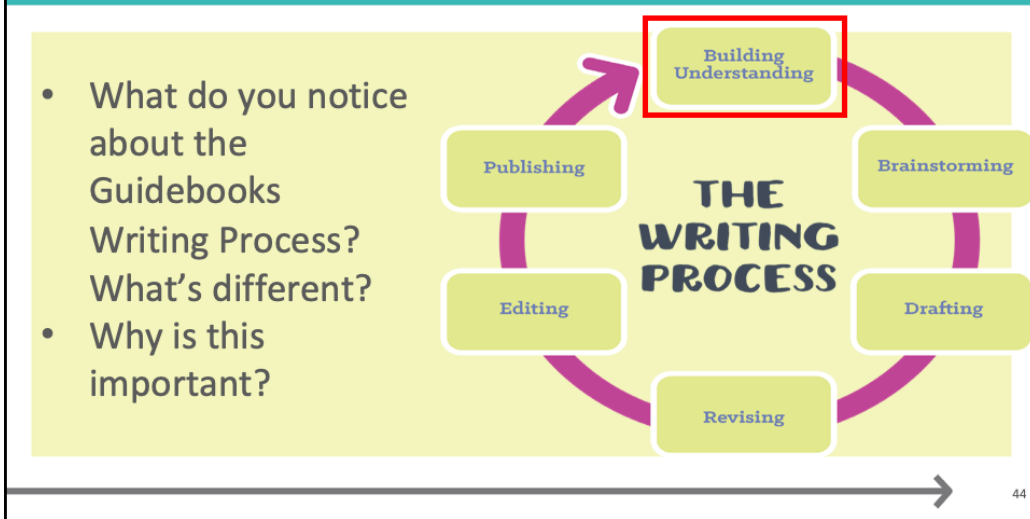 • What do you notice
about the
Guidebooks
Writing Process?
What’s different?
• Why is this
important?
Building
Understanding
Brainstorming
Drafting
Revising
Editing
Publishing
THE
WRITING
PROCESS
44